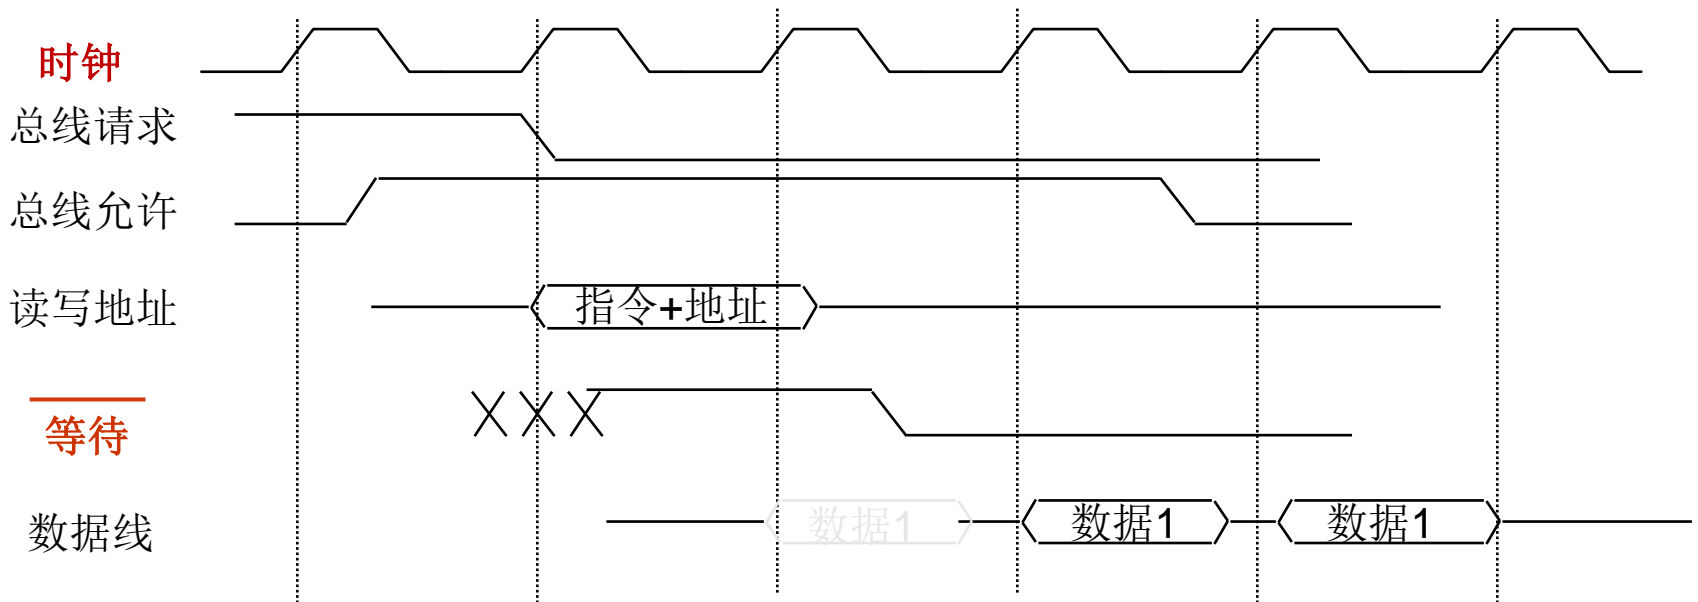 时钟
总线请求
总线允许
读写地址
指令+地址
等待
数据线
数据1
数据1
数据1